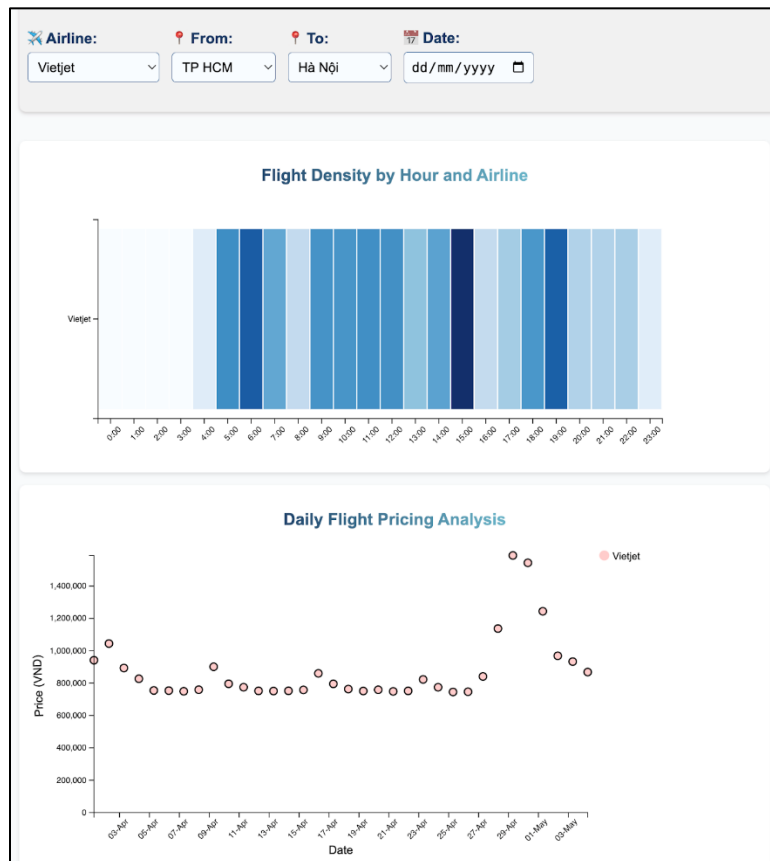 ✈️ Airline: 📍 From: 📍 To: 📅 Date:
Vietjet TP HCM Hà Nội dd/mm/yyyy
Flight Density by Hour and Airline
Vietjet
0:00 1:00 2:00 3:00 4:00 5:00 6:00 7:00 8:00 9:00 10:00 11:00 12:00 13:00 14:00 15:00 16:00 17:00 18:00 19:00 20:00 21:00 22:00 23:00
Daily Flight Pricing Analysis
Vietjet
1,400,000
1,200,000
1,000,000
800,000
600,000
400,000
200,000
0
Price (VND)
03-Apr 05-Apr 07-Apr 09-Apr 11-Apr 13-Apr 15-Apr 17-Apr 19-Apr 21-Apr 23-Apr 25-Apr 27-Apr 29-Apr 01-May 03-May
Date